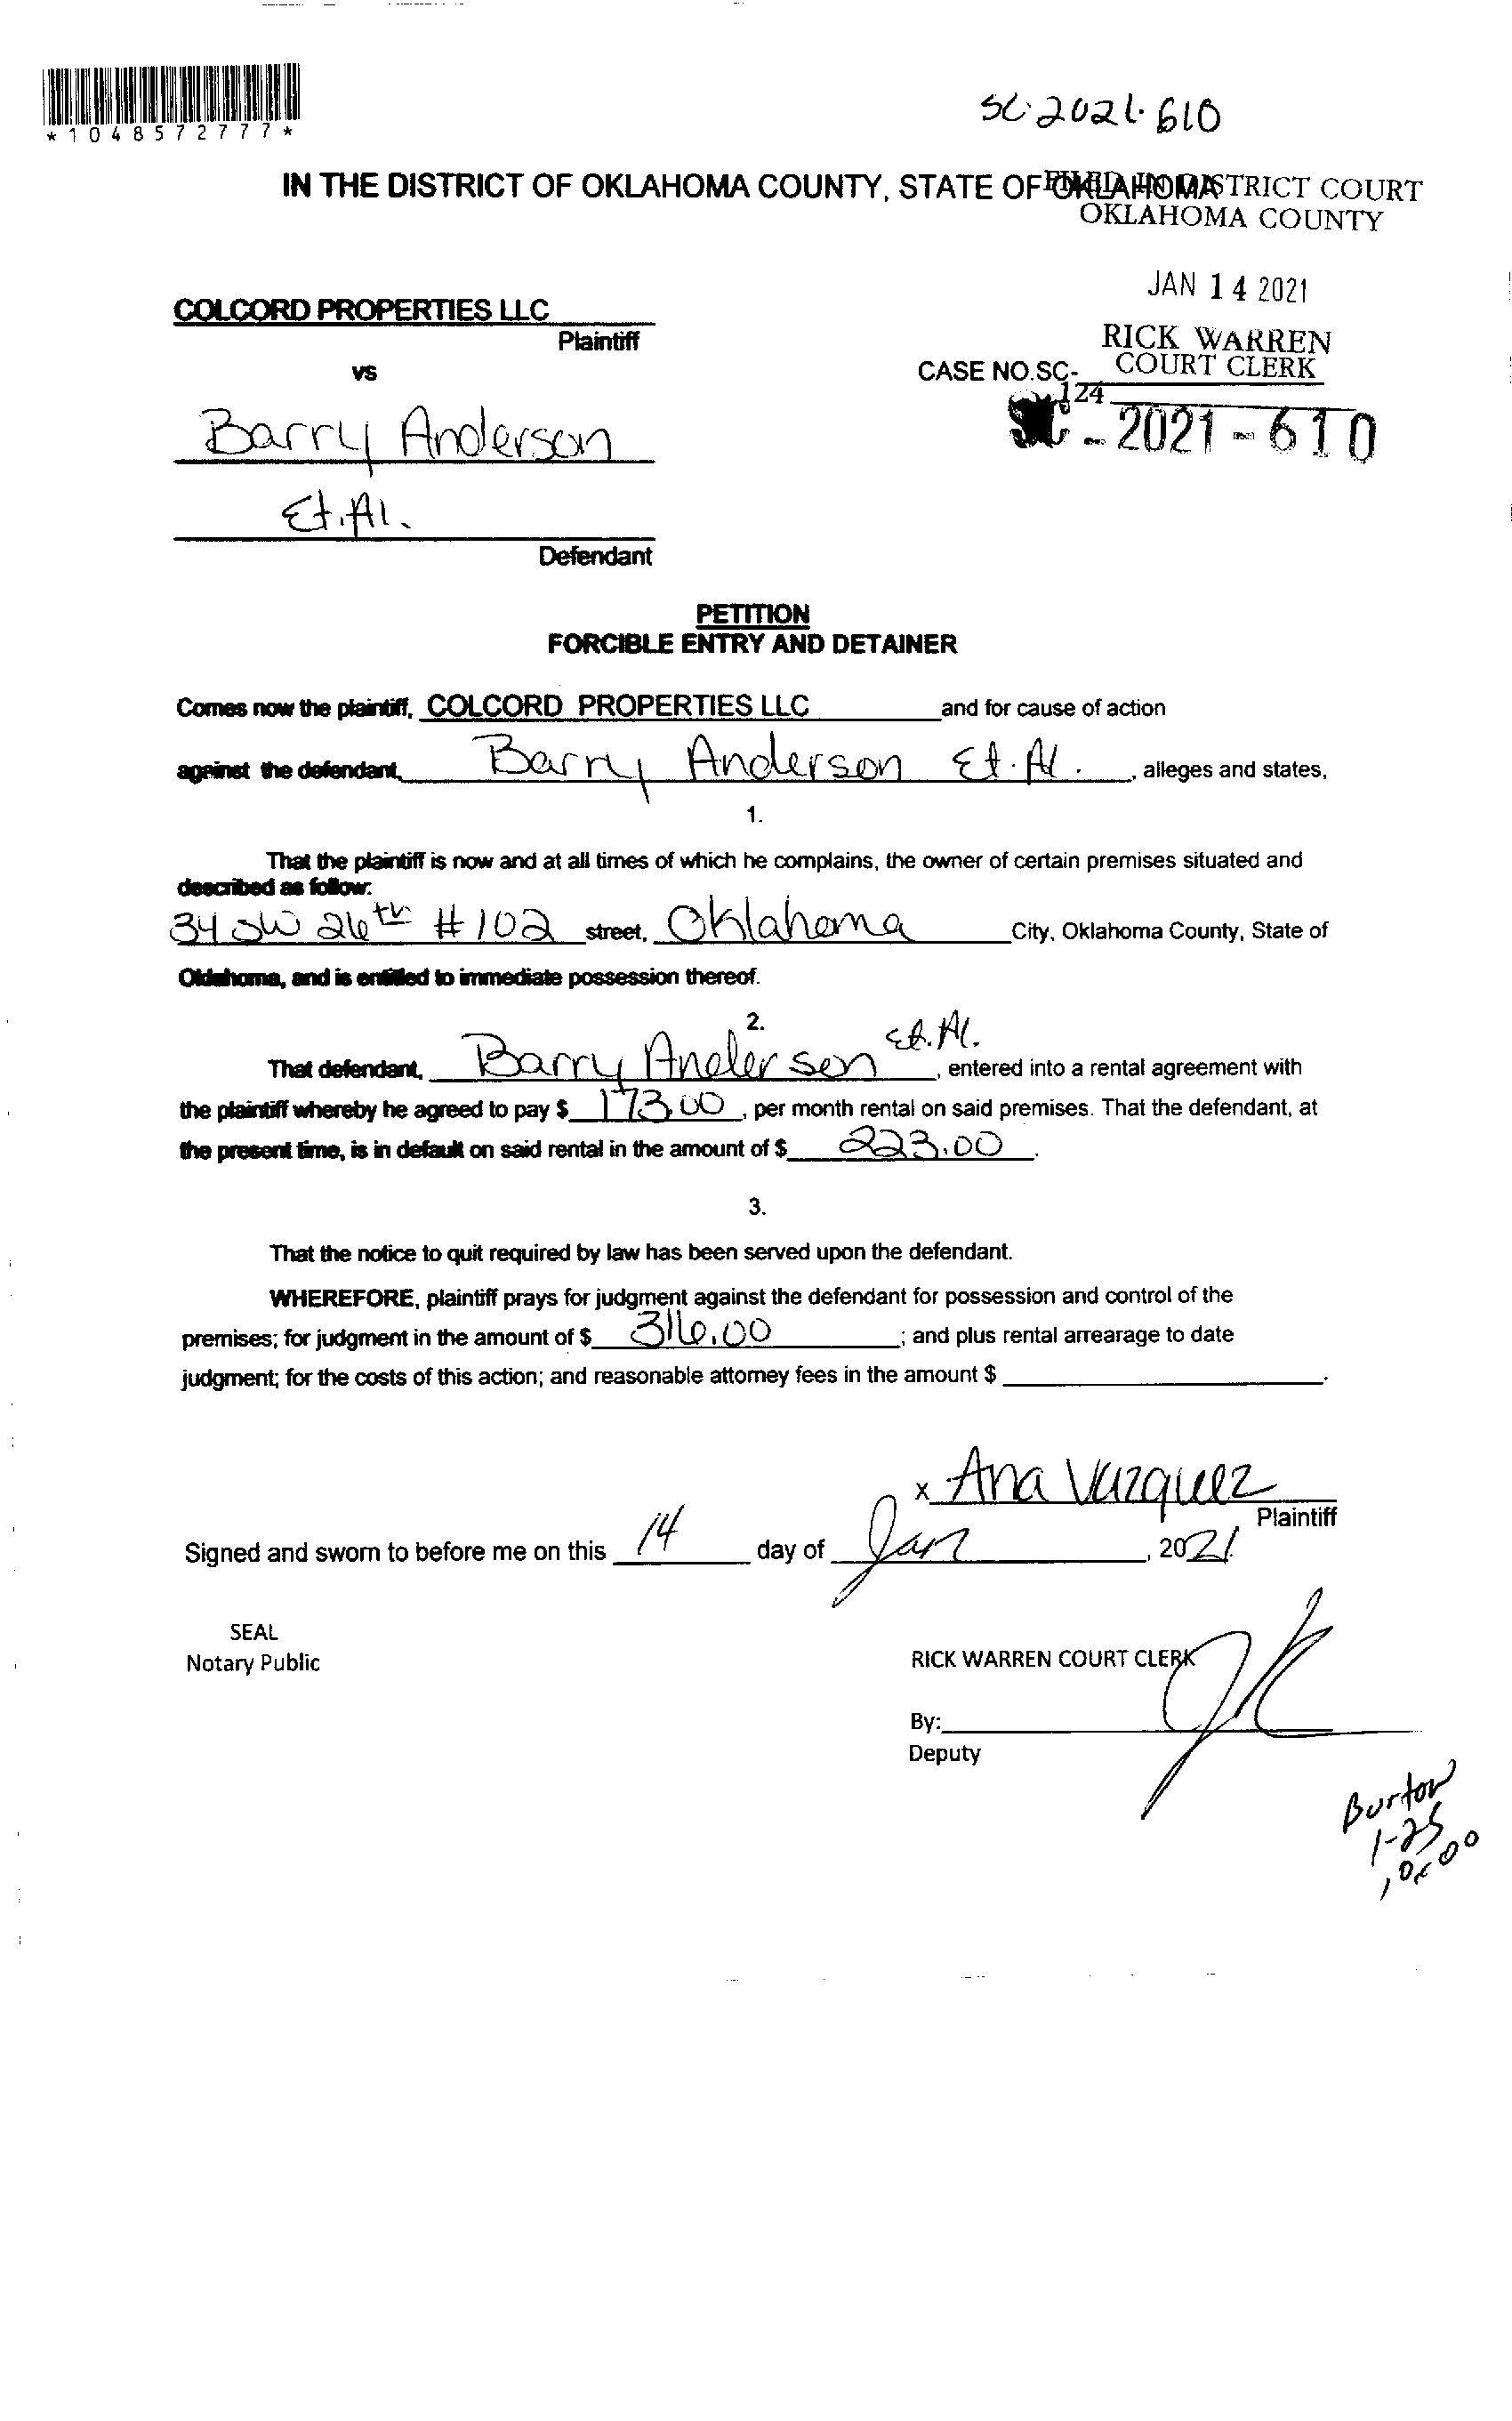 *1048572777*
SC-2021-610
IN THE DISTRICT OF OKLAHOMA COUNTY, STATE OF OKLAHOMA
FILED IN DISTRICT COURT
OKLAHOMA COUNTY
JAN 14 2021
COLCORD PROPERTIES LLC
Plaintiff
RICK WARREN
COURT CLERK
vs
CASE NO.SC-
124
Barry Anderson
SC - 2021 - 610
Et. Al.
Defendant
PETITION
FORCIBLE ENTRY AND DETAINER
Comes now the plaintiff, COLCORD PROPERTIES LLC and for cause of action
against the defendant, Barry Anderson Et. Al. , alleges and states,
1.
That the plaintiff is now and at all times of which he complains, the owner of certain premises situated and
described as follow:
34 SW 26th #102 street, Oklahoma City, Oklahoma County, State of
Oklahoma, and is entitled to immediate possession thereof.
2.
That defendant, Barry Anderson Et. Al. , entered into a rental agreement with
the plaintiff whereby he agreed to pay $ 173.00 , per month rental on said premises. That the defendant, at
the present time, is in default on said rental in the amount of $ 223.00 .
3.
That the notice to quit required by law has been served upon the defendant.
WHEREFORE, plaintiff prays for judgment against the defendant for possession and control of the
premises; for judgment in the amount of $ 316.00 ; and plus rental arrearage to date
judgment; for the costs of this action; and reasonable attorney fees in the amount $ .
x Ana Vazquez
Plaintiff
Signed and sworn to before me on this 14 day of Jan , 2021.
SEAL
Notary Public
RICK WARREN COURT CLERK
By:
Deputy
Burton
1-25